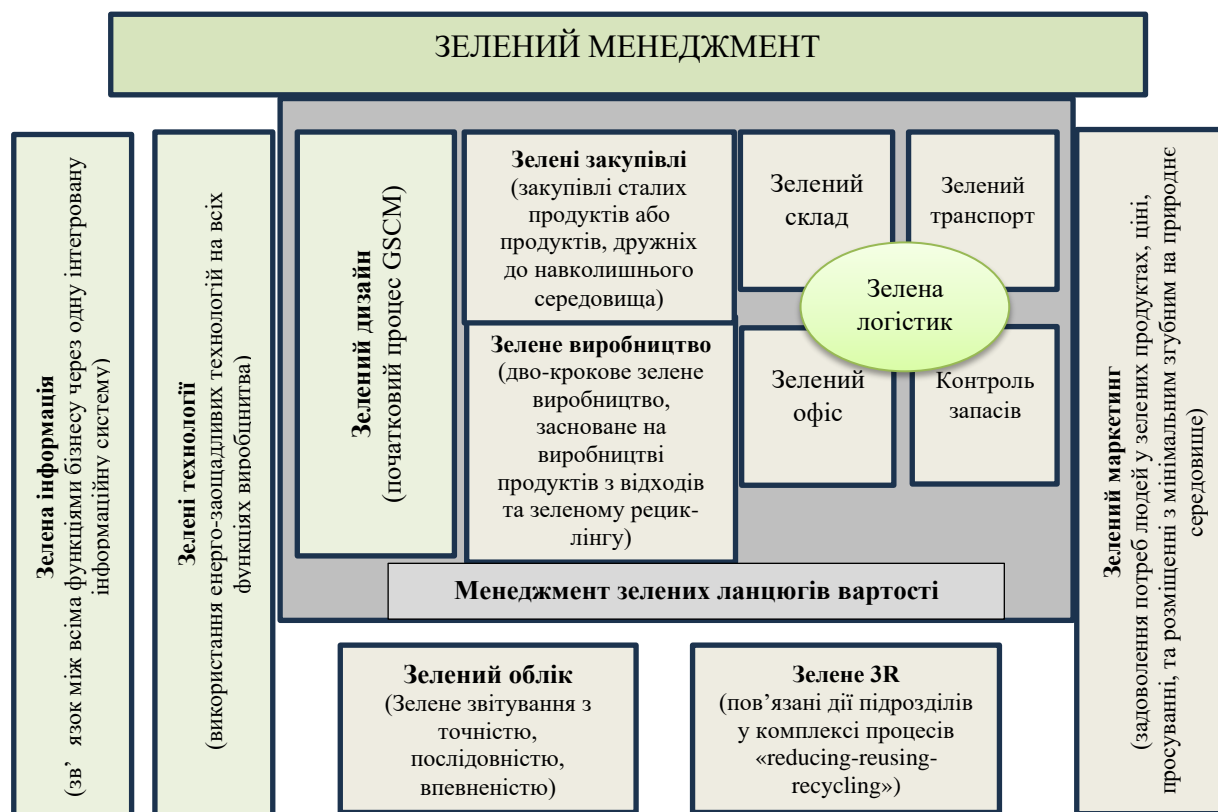 ЗЕЛЕНИЙ МЕНЕДЖМЕНТ
Зелена інформація
(зв’ язок між всіма функціями бізнесу через одну інтегровану
інформаційну систему)
Зелені технології
(використання енерго-заощадливих технологій на всіх
функціях виробцнитва)
Зелений дизайн
(початковий процес GSCM)
Зелені закупівлі
(закупівлі сталих
продуктів або
продуктів, дружніх
до навколишнього
середовища)
Зелене виробництво
(дво-крокове зелене
виробництво,
засноване на
виробництві
продуктів з відходів
та зеленому рецик-
лінгу)
Зелений
склад
Зелений
транспорт
Зелена
логістик
Зелений
офіс
Контроль
запасів
Менеджмент зелених ланцюгів вартості
Зелений облік
(Зелене звітування з
точністю,
послідовністю,
впевненістю)
Зелене 3R
(пов’язані дії підрозділів
у комплексі процесів
«reducing-reusing-
recycling»)
Зелений маркетинг
(задоволення потреб людей у зелених продуктах, ціні,
просуванні, та розміщенні з мінімальним згубним на природнє
середовище)